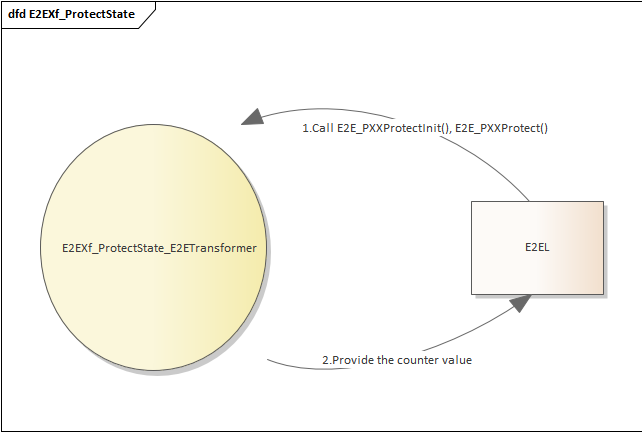 dfd E2EXf_ProtectState
1.Call E2E_PXXProtectInit(), E2E_PXXProtect()
E2EXf_ProtectState_E2ETransformer
E2EL
2.Provide the counter value